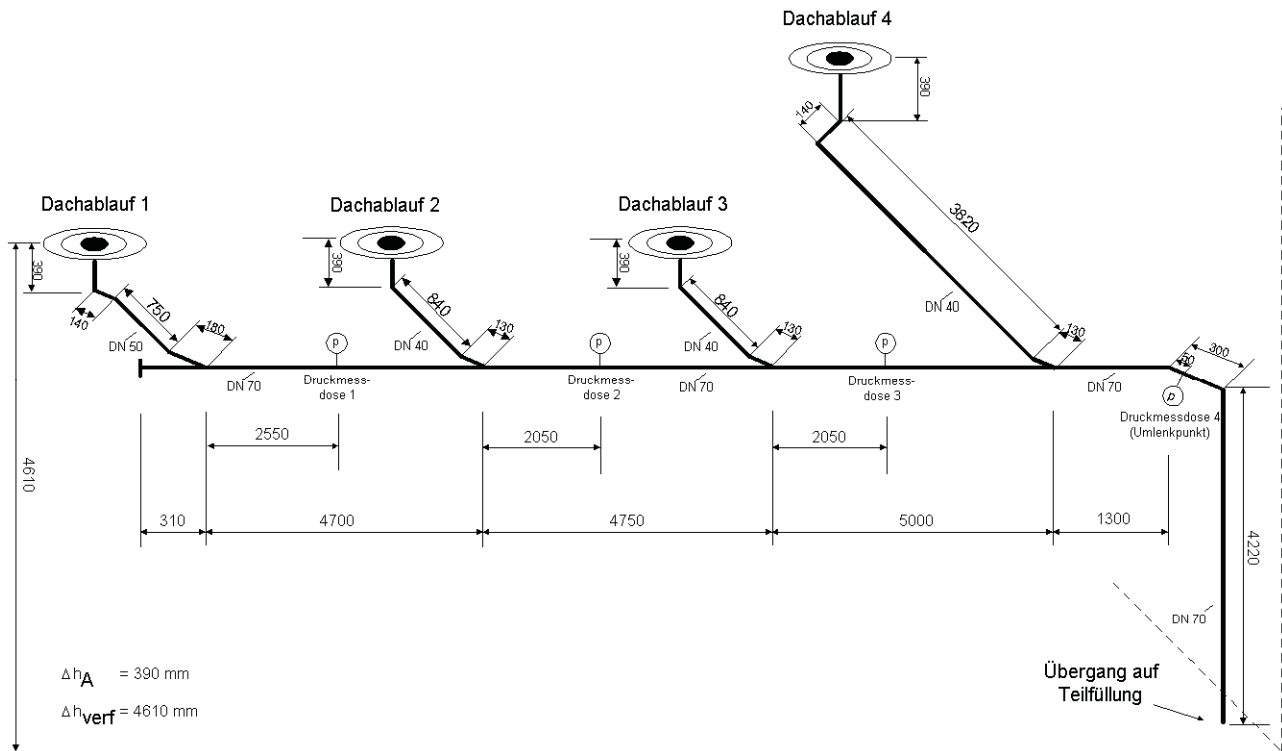 Dachablauf 4
390
140
3820
Dachablauf 1
Dachablauf 2
Dachablauf 3
390
390
390
140
750
180
840
130
840
130
130
DN 50
DN 40
DN 40
DN 40
p
p
p
50
300
p
DN 70
Druckmess-
dose 1
Druckmess-
dose 2
DN 70
Druckmess-
dose 3
DN 70
Druckmessdose 4
(Umlenkpunkt)
2550
2050
2050
4610
310
4700
4750
5000
1300
4220
DN 70
Δh A = 390 mm
Δh verf = 4610 mm
Übergang auf
Teilfüllung